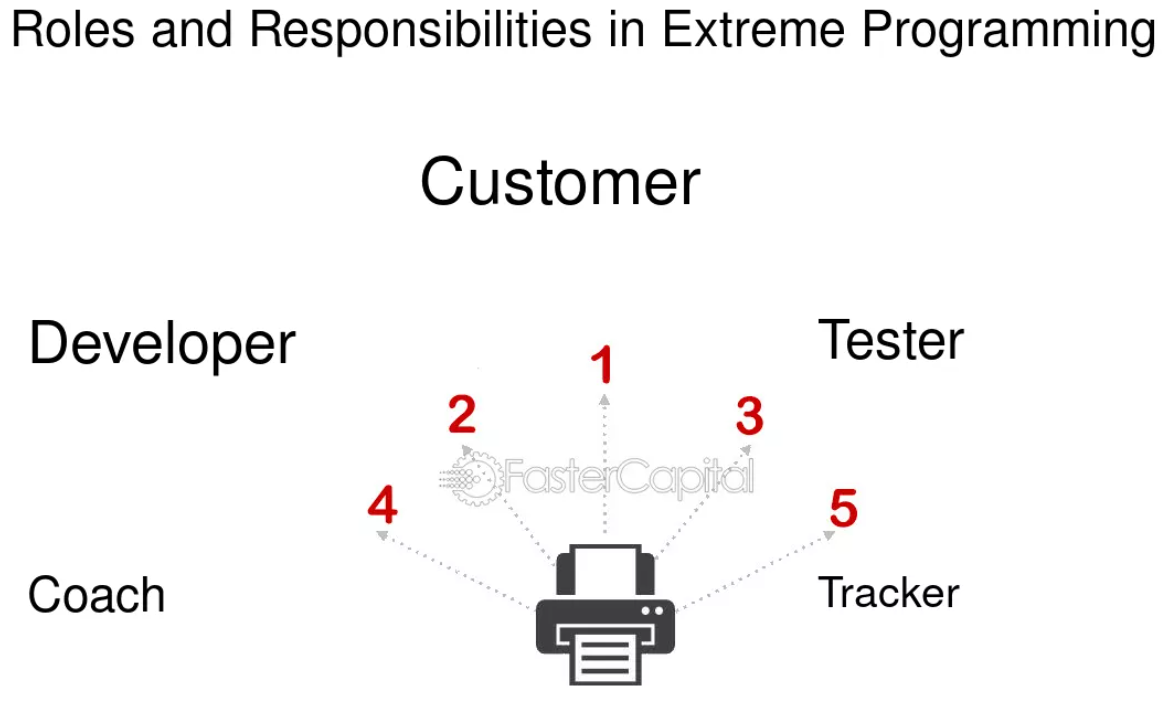 Roles and Responsibilities in Extreme Programming
Customer
Developer
Tester
1
2
3
FasterCapital
4
5
Coach
Tracker